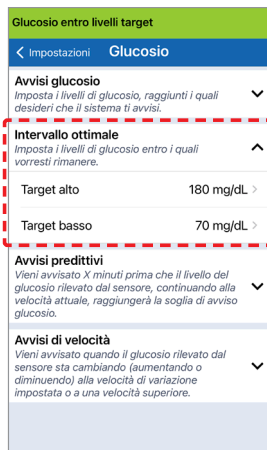 Glucosio entro livelli target
Impostazioni Glucosio
Avvisi glucosio
Imposta i livelli di glucosio, raggiunti i quali
desideri che il sistema ti avvisi.
Intervallo ottimale
Imposta i livelli di glucosio entro i quali
vorresti rimanere.
Target alto 180 mg/dL
Target basso 70 mg/dL
Avvisi predittivi
Vieni avvisato X minuti prima che il livello del
glucosio rilevato dal sensore, continuando alla
velocità attuale, raggiungerà la soglia di avviso
glucosio.
Avvisi di velocità
Vieni avvisato quando il glucosio rilevato dal
sensore sta cambiando (aumentando o
diminuendo) alla velocità di variazione
impostata o a una velocità superiore.